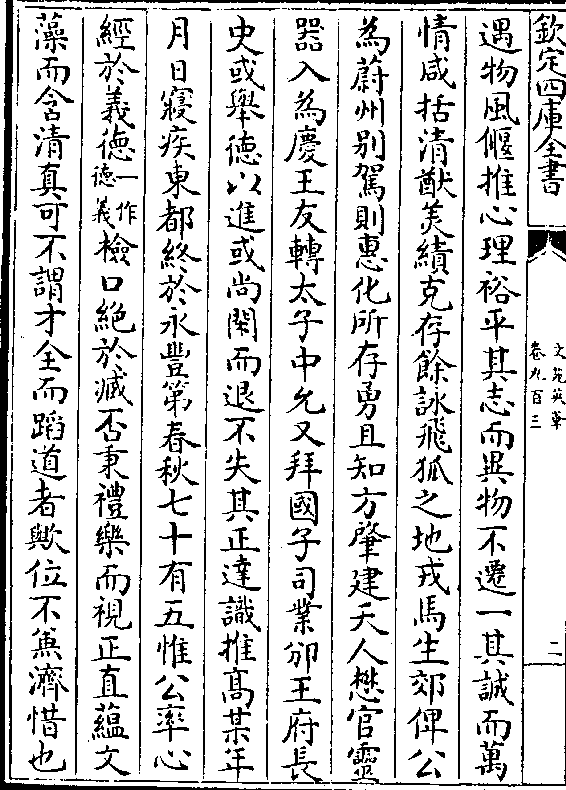 欽定四庫全書
文苑英華
卷九百三
二
遇物風偃推心理裕平其志而異物不遷一其誠而萬
情咸括清猷美績克存餘詠飛狐之地戎馬生郊俾公
為蔚州别駕則惠化所存勇且知方肇建天人懋官靈
器入為慶王友轉太子中允又拜國子司業邠王府長
史或舉德以進或尚閑而退不失其正達識推髙某年
月日寢疾東都終於永豐第春秋七十有五惟公率心
經於義德一作德義檢口絶於臧否秉禮樂而視正直藴文
藻而含清真可不謂才全而蹈道者歟位不兼濟惜也